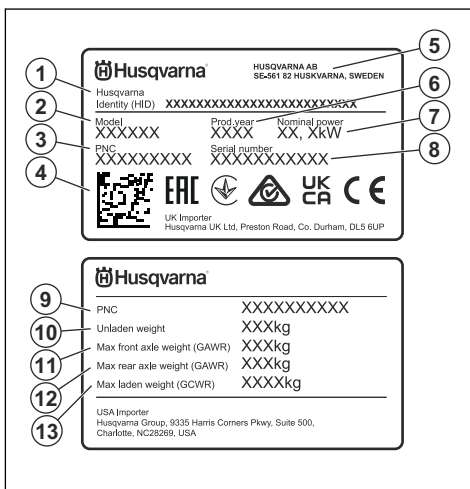 Husqvarna
HUSQVARNA AB
SE-561 82 HUSKVARNA, SWEDEN
5
1
Husqvarna
Identity (HID) XXXXXXXXXXXXXXXXXXXXXXXXX
6
2
Model Prod.year Nominal power
XXXXXX XXXX XX, XkW
7
3
PNC Serial number
XXXXXXXXX XXXXXXXXXXX
8
4
EAC UK CA CE
UK Importer
Husqvarna UK Ltd, Preston Road, Co. Durham, DL5 6UP
Husqvarna
9
PNC XXXXXXXXXX
10
Unladen weight XXXkg
11
Max front axle weight (GAWR) XXXkg
12
Max rear axle weight (GAWR) XXXkg
13
Max laden weight (GCWR) XXXXkg
USA Importer
Husqvarna Group, 9335 Harris Corners Pkwy, Suite 500,
Charlotte, NC28269, USA